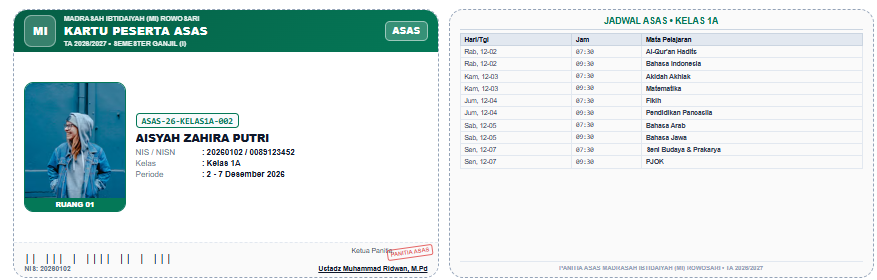 MADRASAH IBTIDAIYAH (MI) ROWOSARI
MI
KARTU PESERTA ASAS
TA 2026/2027 • SEMESTER GANJIL (I)
ASAS
ASAS-26-KELAS1A-002
AISYAH ZAHIRA PUTRI
NIS / NISN : 20260102 / 0089123452
Kelas : Kelas 1A
Periode : 2 - 7 Desember 2026
RUANG 01
NIS: 20260102
Ketua Panitia
PANITIA ASAS
Ustadz Muhammad Ridwan, M.Pd
JADWAL ASAS • KELAS 1A
Hari/Tgl Jam Mata Pelajaran
Rab, 12-02 07:30 Al-Qur'an Hadits
Rab, 12-02 09:30 Bahasa Indonesia
Kam, 12-03 07:30 Akidah Akhlak
Kam, 12-03 09:30 Matematika
Jum, 12-04 07:30 Fikih
Jum, 12-04 09:30 Pendidikan Pancasila
Sab, 12-05 07:30 Bahasa Arab
Sab, 12-05 09:30 Bahasa Jawa
Sen, 12-07 07:30 Seni Budaya & Prakarya
Sen, 12-07 09:30 PJOK
PANITIA ASAS MADRASAH IBTIDAIYAH (MI) ROWOSARI • TA 2026/2027